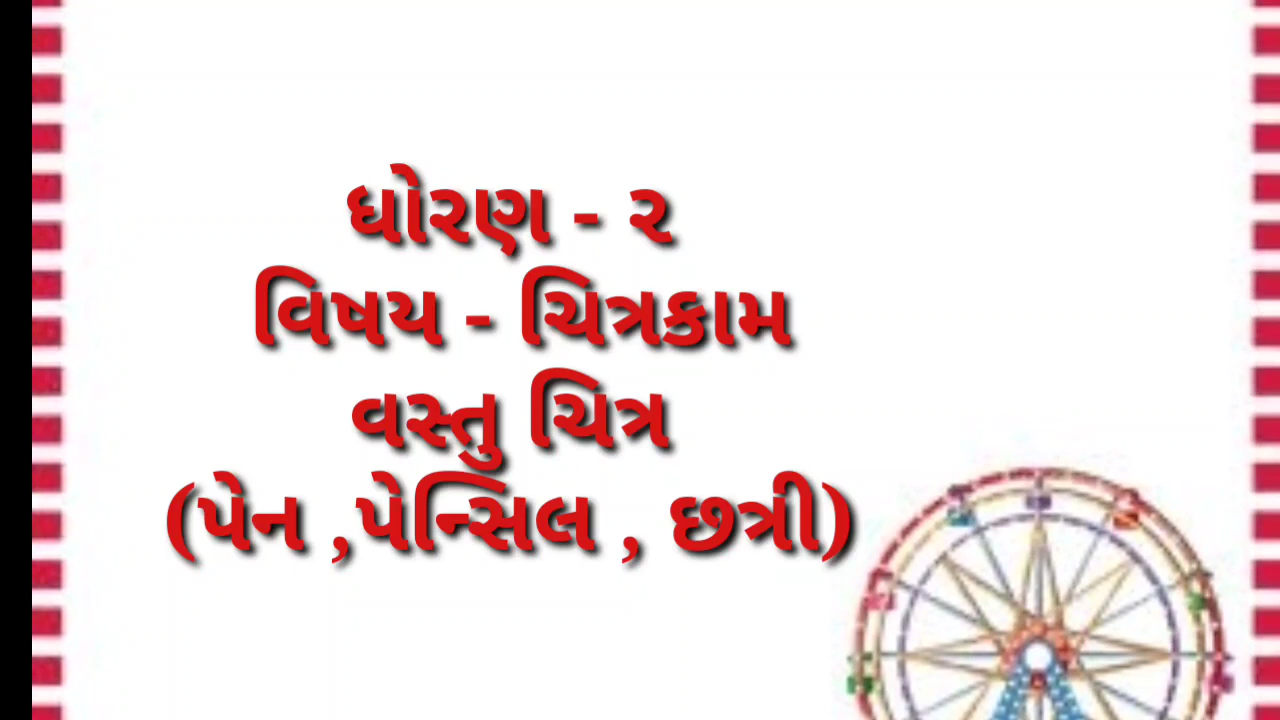 ધોરણ - ૨
વિષય - ચિત્રકામ
વસ્તુ ચિત્ર
(પેન ,પેન્સિલ , છત્રી)